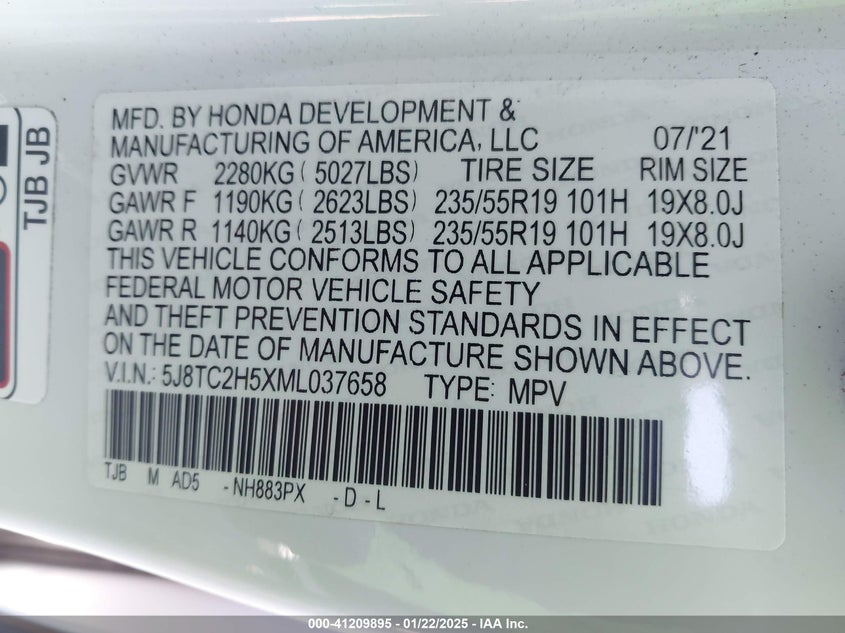 TJB JB
MFD. BY HONDA DEVELOPMENT &
MANUFACTURING OF AMERICA, LLC 07/'21
GVWR 2280KG ( 5027LBS) TIRE SIZE RIM SIZE
GAWR F 1190KG ( 2623LBS) 235/55R19 101H 19X8.0J
GAWR R 1140KG ( 2513LBS) 235/55R19 101H 19X8.0J
THIS VEHICLE CONFORMS TO ALL APPLICABLE
FEDERAL MOTOR VEHICLE SAFETY
AND THEFT PREVENTION STANDARDS IN EFFECT
ON THE DATE OF MANUFACTURE SHOWN ABOVE.
V.I.N.: 5J8TC2H5XML037658 TYPE: MPV
TJB M AD5 -NH883PX -D-L
000-41209895 | 01/22/2025 - IAA Inc.